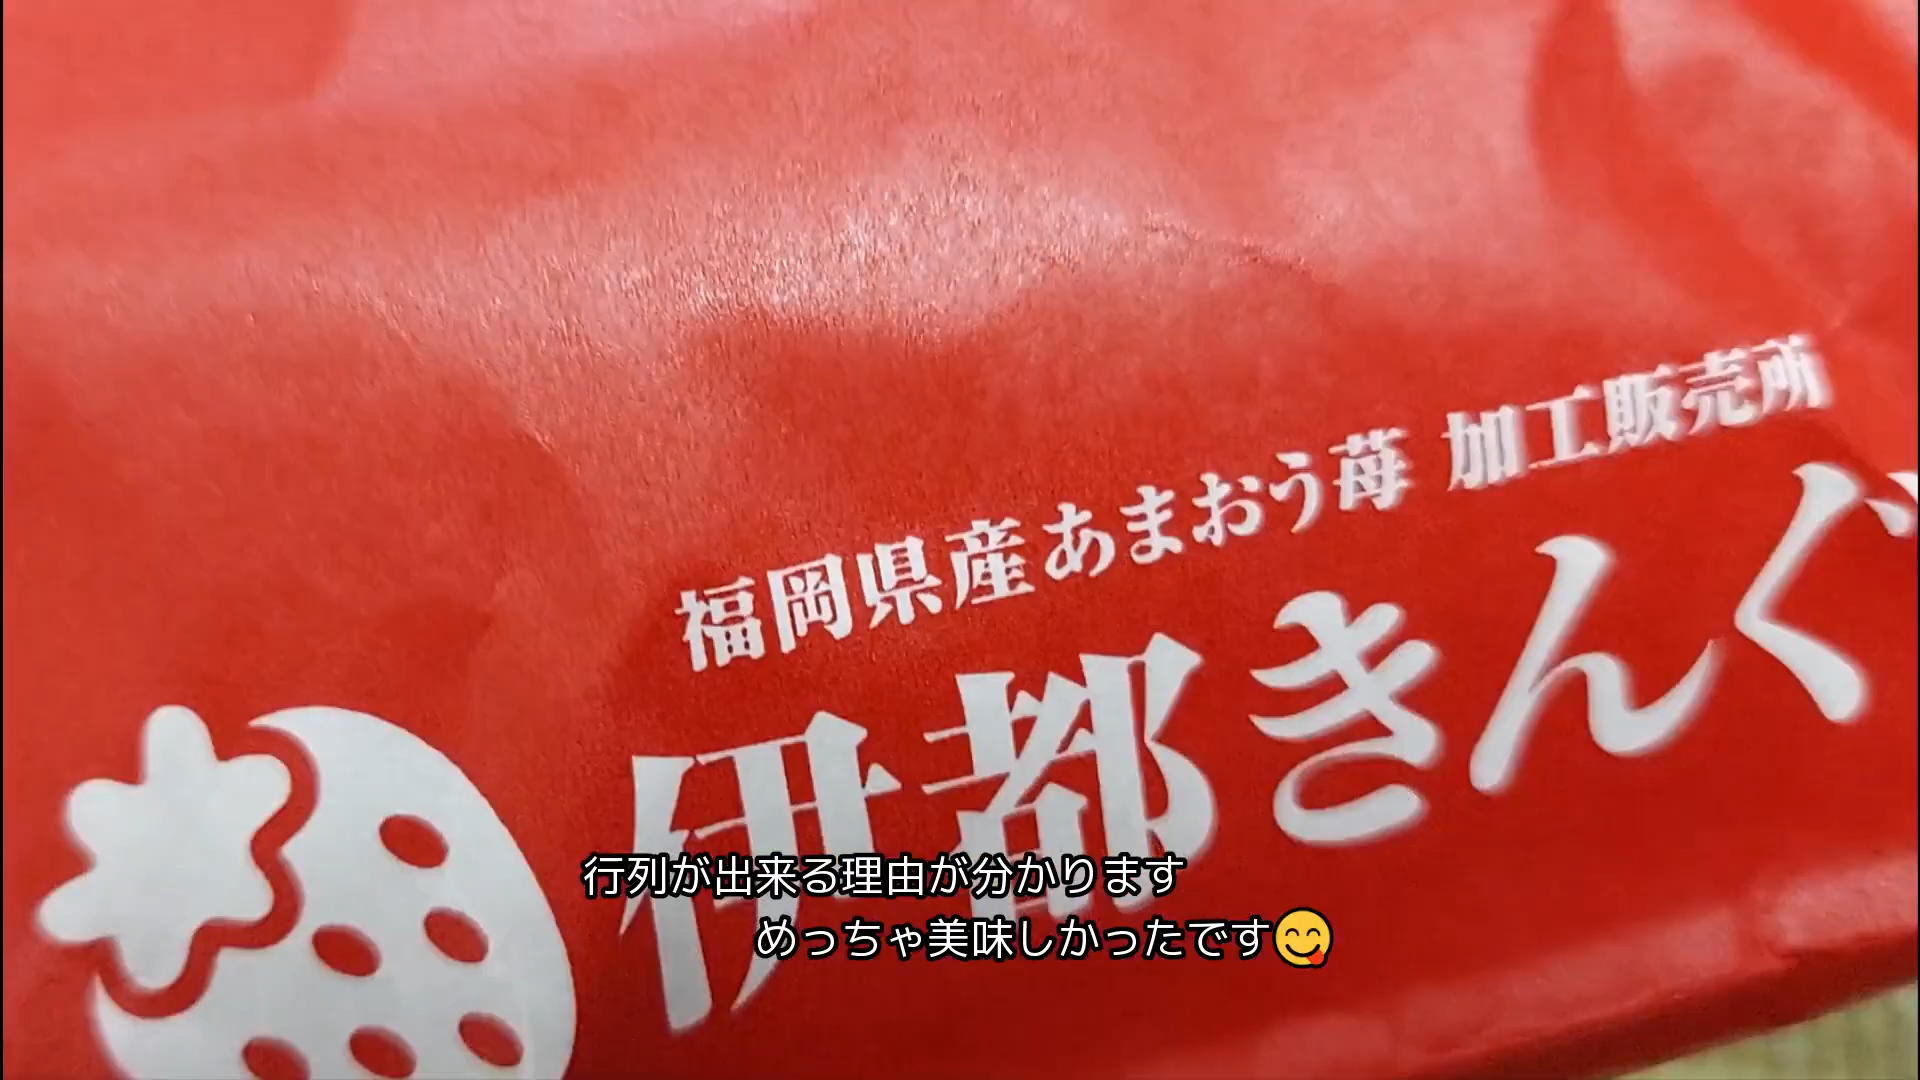 福岡県産あまおう苺 加工販売所
伊都きんぐ
行列が出来る理由が分かります
めっちゃ美味しかったです😋